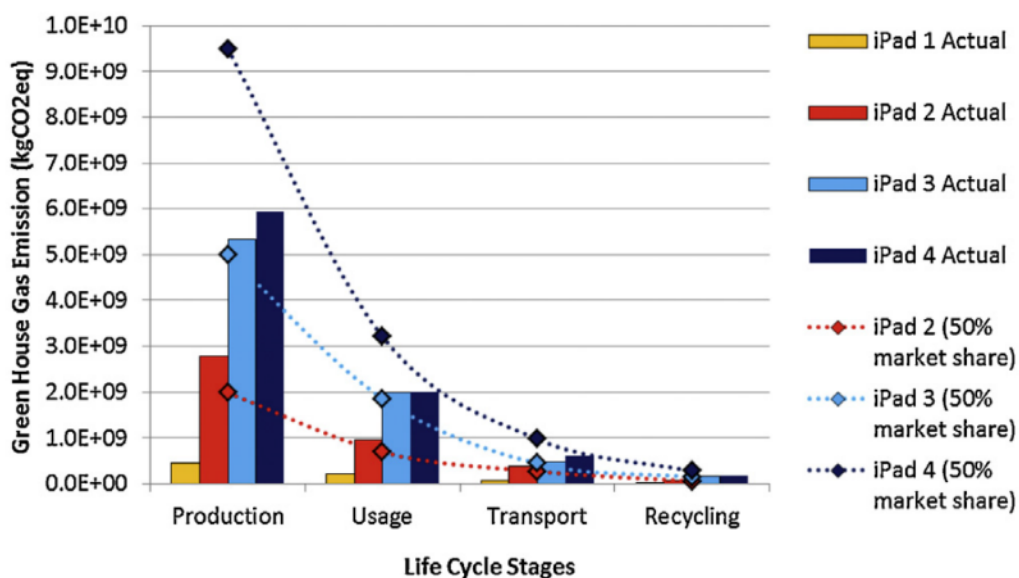 Green House Gas Emission (kgCO2eq)
1.0E+10
9.0E+09
8.0E+09
7.0E+09
6.0E+09
5.0E+09
4.0E+09
3.0E+09
2.0E+09
1.0E+09
0.0E+00
Production
Usage
Transport
Recycling
Life Cycle Stages
iPad 1 Actual
iPad 2 Actual
iPad 3 Actual
iPad 4 Actual
iPad 2 (50%
market share)
iPad 3 (50%
market share)
iPad 4 (50%
market share)